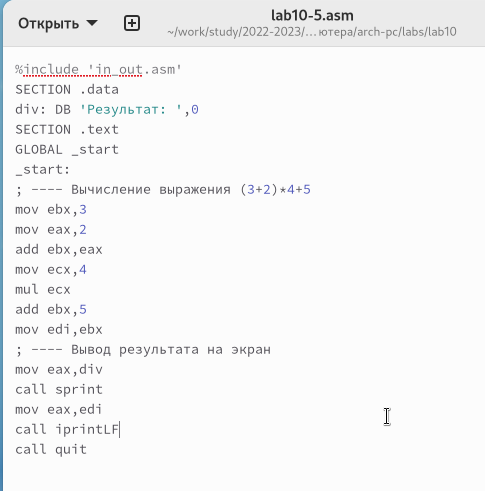 Открыть
lab10-5.asm
~/work/study/2022-2023/… ютера/arch-pc/labs/lab10
%include 'in_out.asm'
SECTION .data
div: DB 'Результат: ',0
SECTION .text
GLOBAL _start
_start:
; ---- Вычисление выражения (3+2)*4+5
mov ebx,3
mov eax,2
add ebx,eax
mov ecx,4
mul ecx
add ebx,5
mov edi,ebx
; ---- Вывод результата на экран
mov eax,div
call sprint
mov eax,edi
call iprintLF
call quit